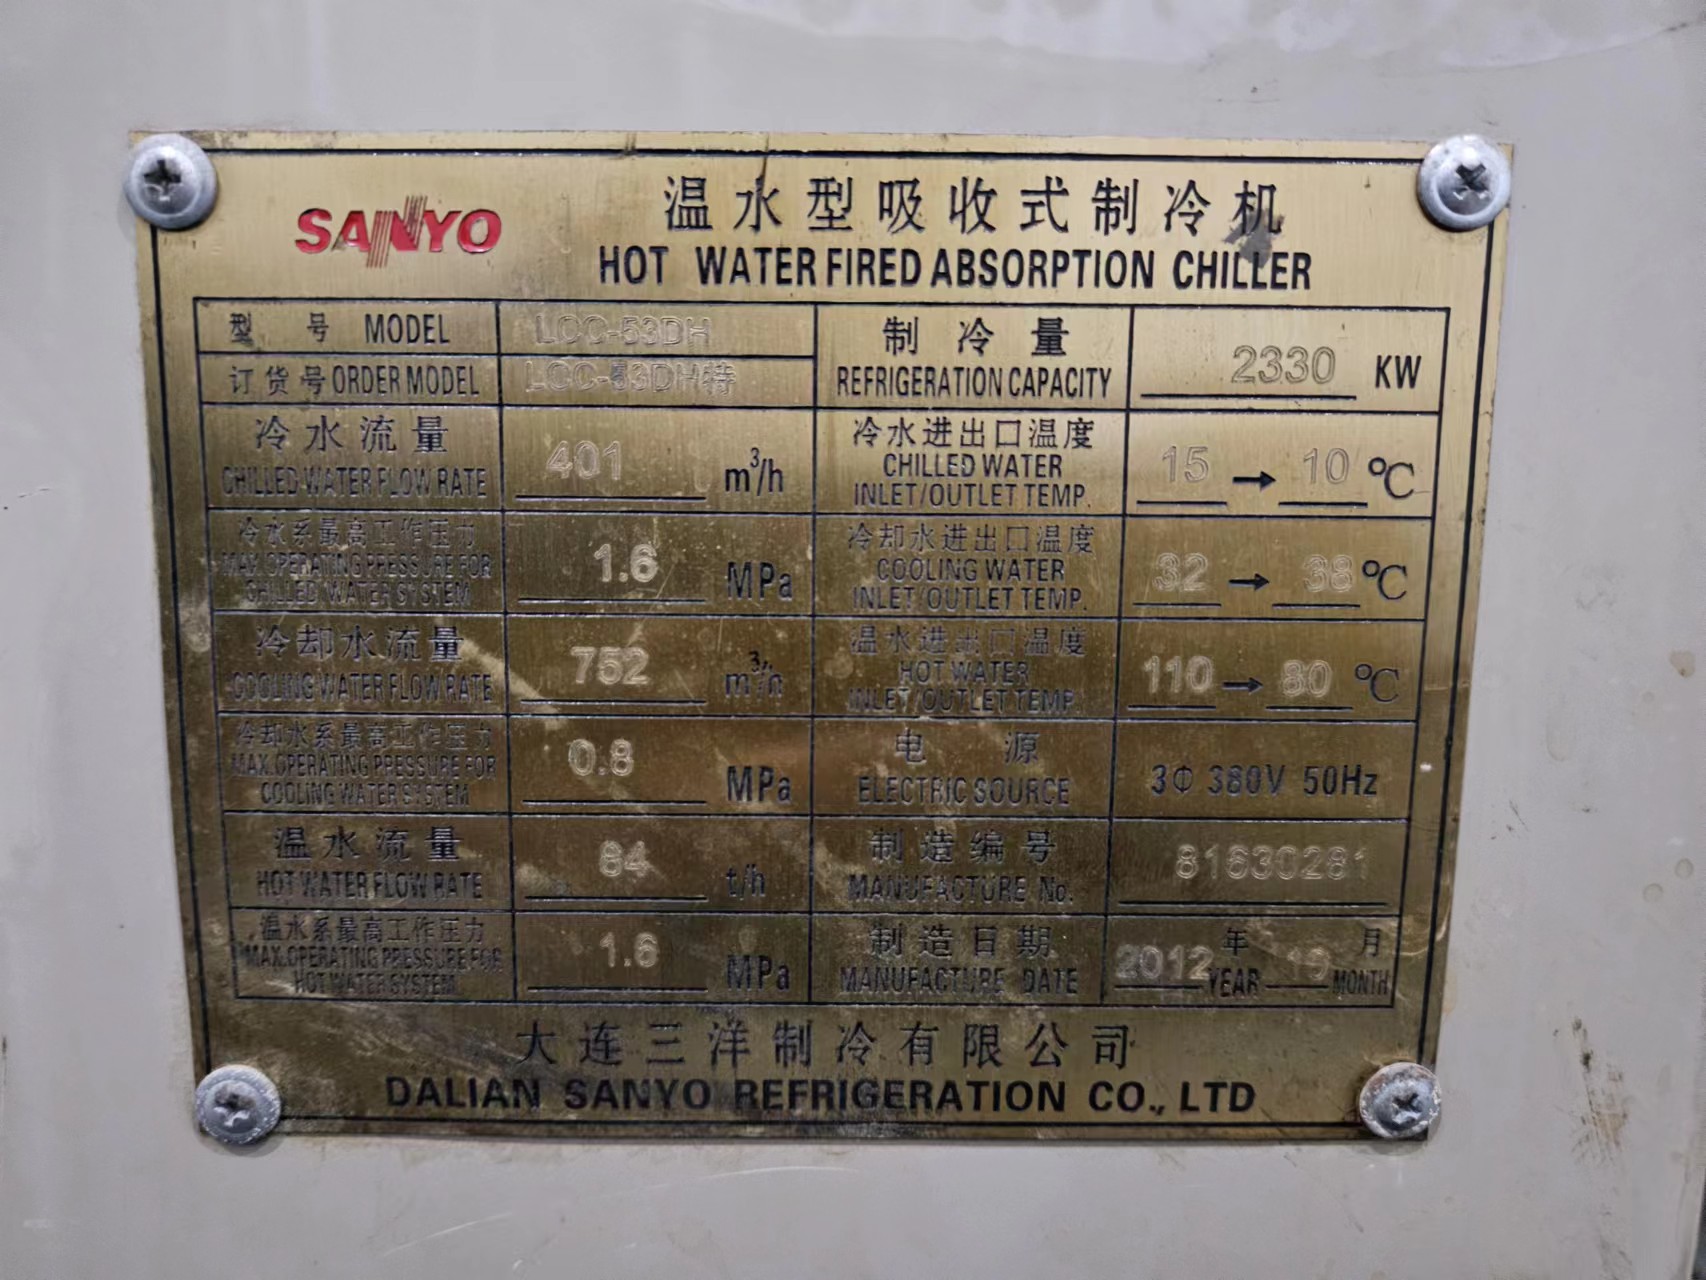 SANYO
温水型吸收式制冷机
HOT WATER FIRED ABSORPTION CHILLER
型 号 MODEL
LCC-53DH
订货号 ORDER MODEL
LCC-53DH特
制冷量
REFRIGERATION CAPACITY
2330 KW
冷水流量
CHILLED WATER FLOW RATE
401 m³/h
冷水进出口温度
CHILLED WATER
INLET/OUTLET TEMP.
15 → 10 °C
冷水系最高工作压力
MAX.OPERATING PRESSURE FOR
CHILLED WATER SYSTEM
1.6 MPa
冷却水进出口温度
COOLING WATER
INLET/OUTLET TEMP.
32 → 38 °C
冷却水流量
COOLING WATER FLOW RATE
752 m³/h
温水进出口温度
HOT WATER
INLET/OUTLET TEMP.
110 → 80 °C
冷却水系最高工作压力
MAX.OPERATING PRESSURE FOR
COOLING WATER SYSTEM
0.8 MPa
电 源
ELECTRIC SOURCE
3Φ 380V 50Hz
温水流量
HOT WATER FLOW RATE
84 t/h
制造编号
MANUFACTURE No.
81630281
温水系最高工作压力
MAX.OPERATING PRESSURE FOR
HOT WATER SYSTEM
1.6 MPa
制造日期
MANUFACTURE DATE
2012 年 YEAR 月 MONTH
大连三洋制冷有限公司
DALIAN SANYO REFRIGERATION CO., LTD